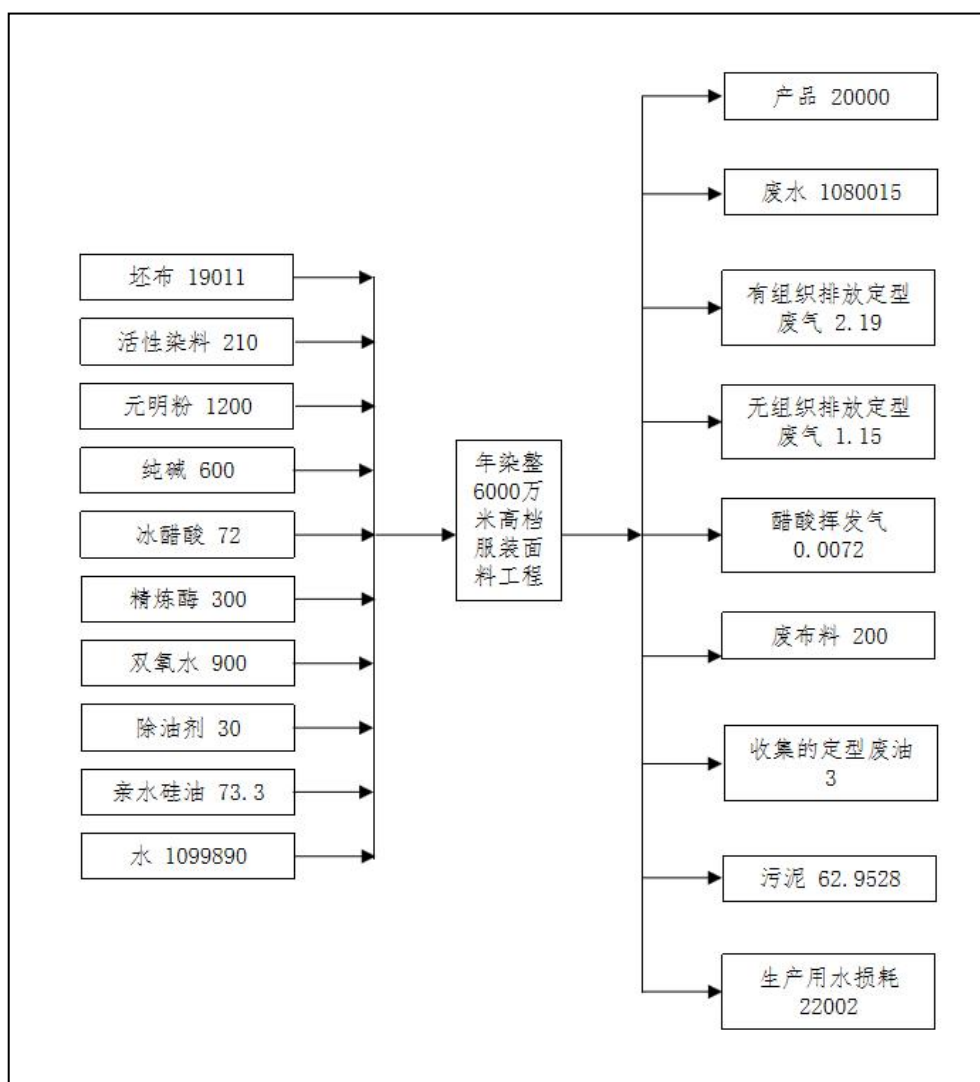 坯布 19011
活性染料 210
元明粉 1200
纯碱 600
冰醋酸 72
精炼酶 300
双氧水 900
除油剂 30
亲水硅油 73.3
水 1099890
年染整
6000万
米高档
服装面
料工程
产品 20000
废水 1080015
有组织排放定型
废气 2.19
无组织排放定型
废气 1.15
醋酸挥发气
0.0072
废布料 200
收集的定型废油
3
污泥 62.9528
生产用水损耗
22002